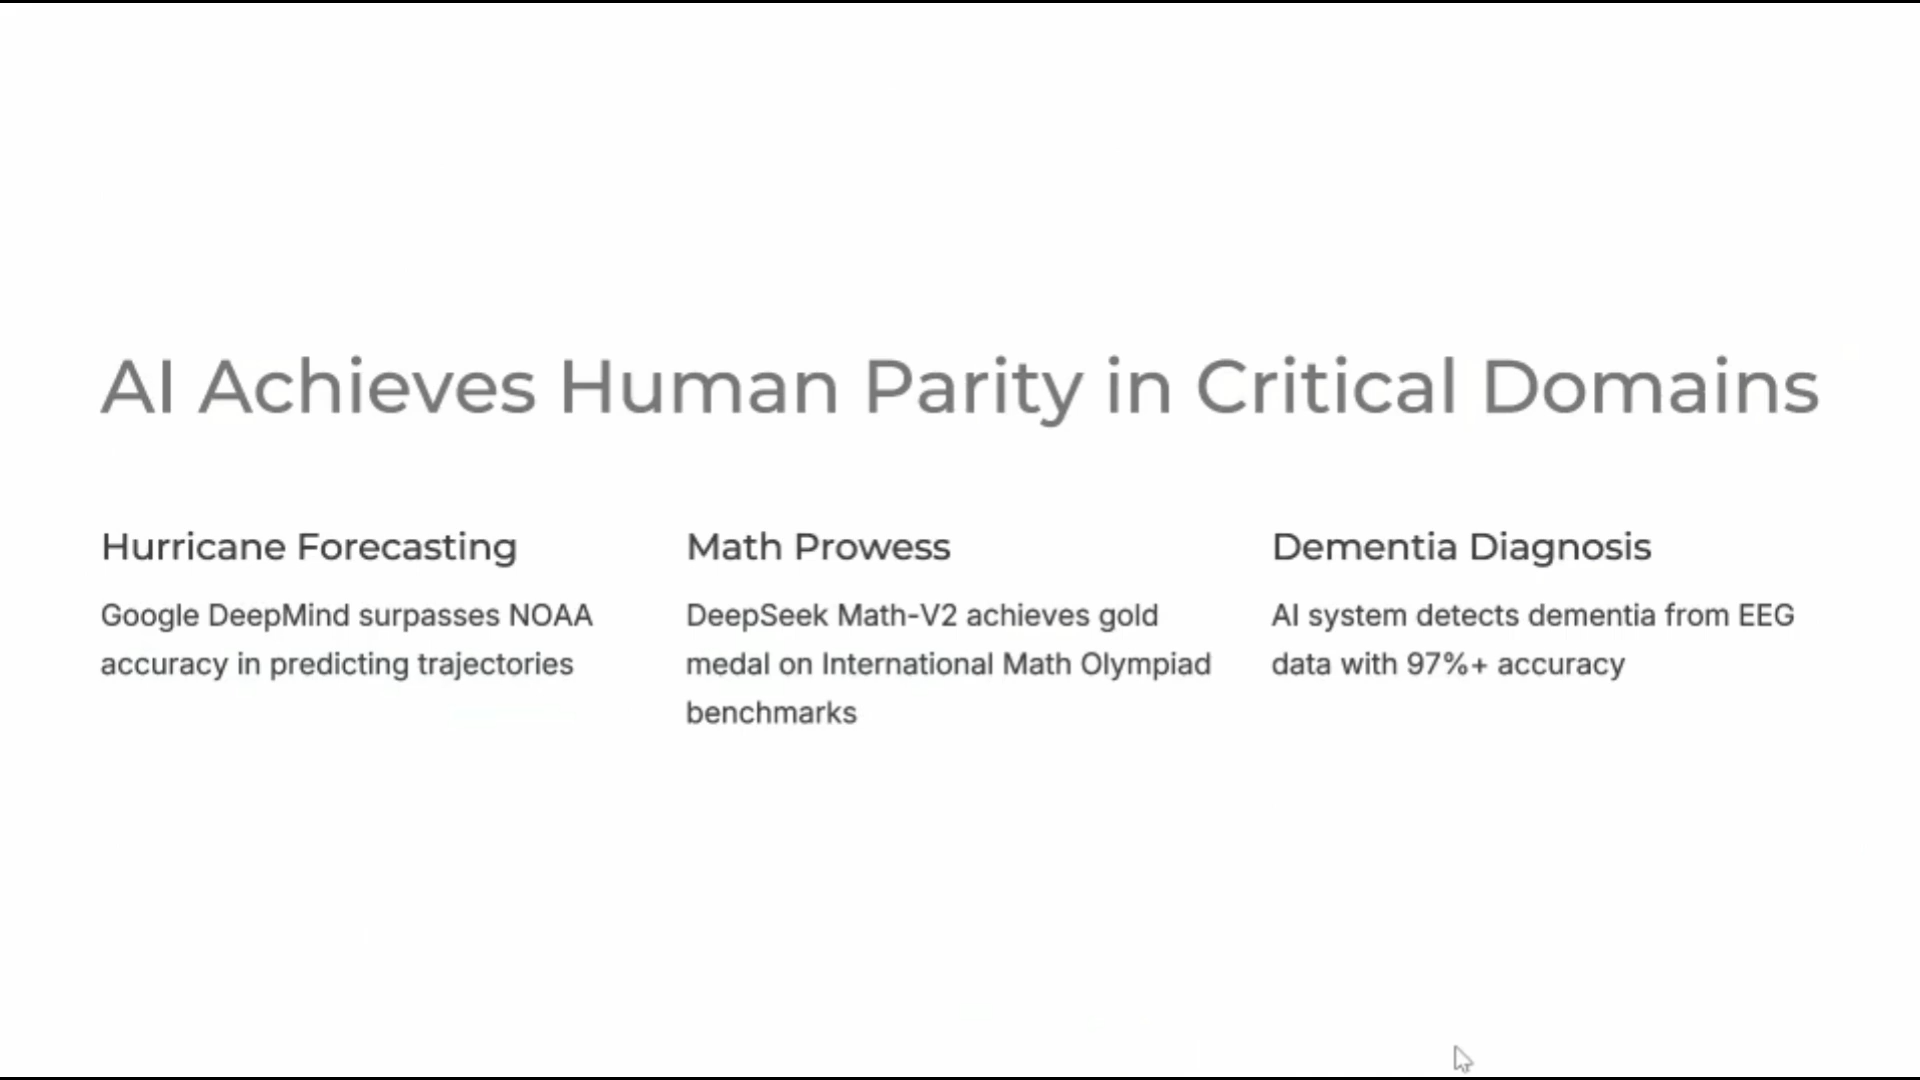 AI Achieves Human Parity in Critical Domains
Hurricane Forecasting
Google DeepMind surpasses NOAA
accuracy in predicting trajectories
Math Prowess
DeepSeek Math-V2 achieves gold
medal on International Math Olympiad
benchmarks
Dementia Diagnosis
AI system detects dementia from EEG
data with 97%+ accuracy